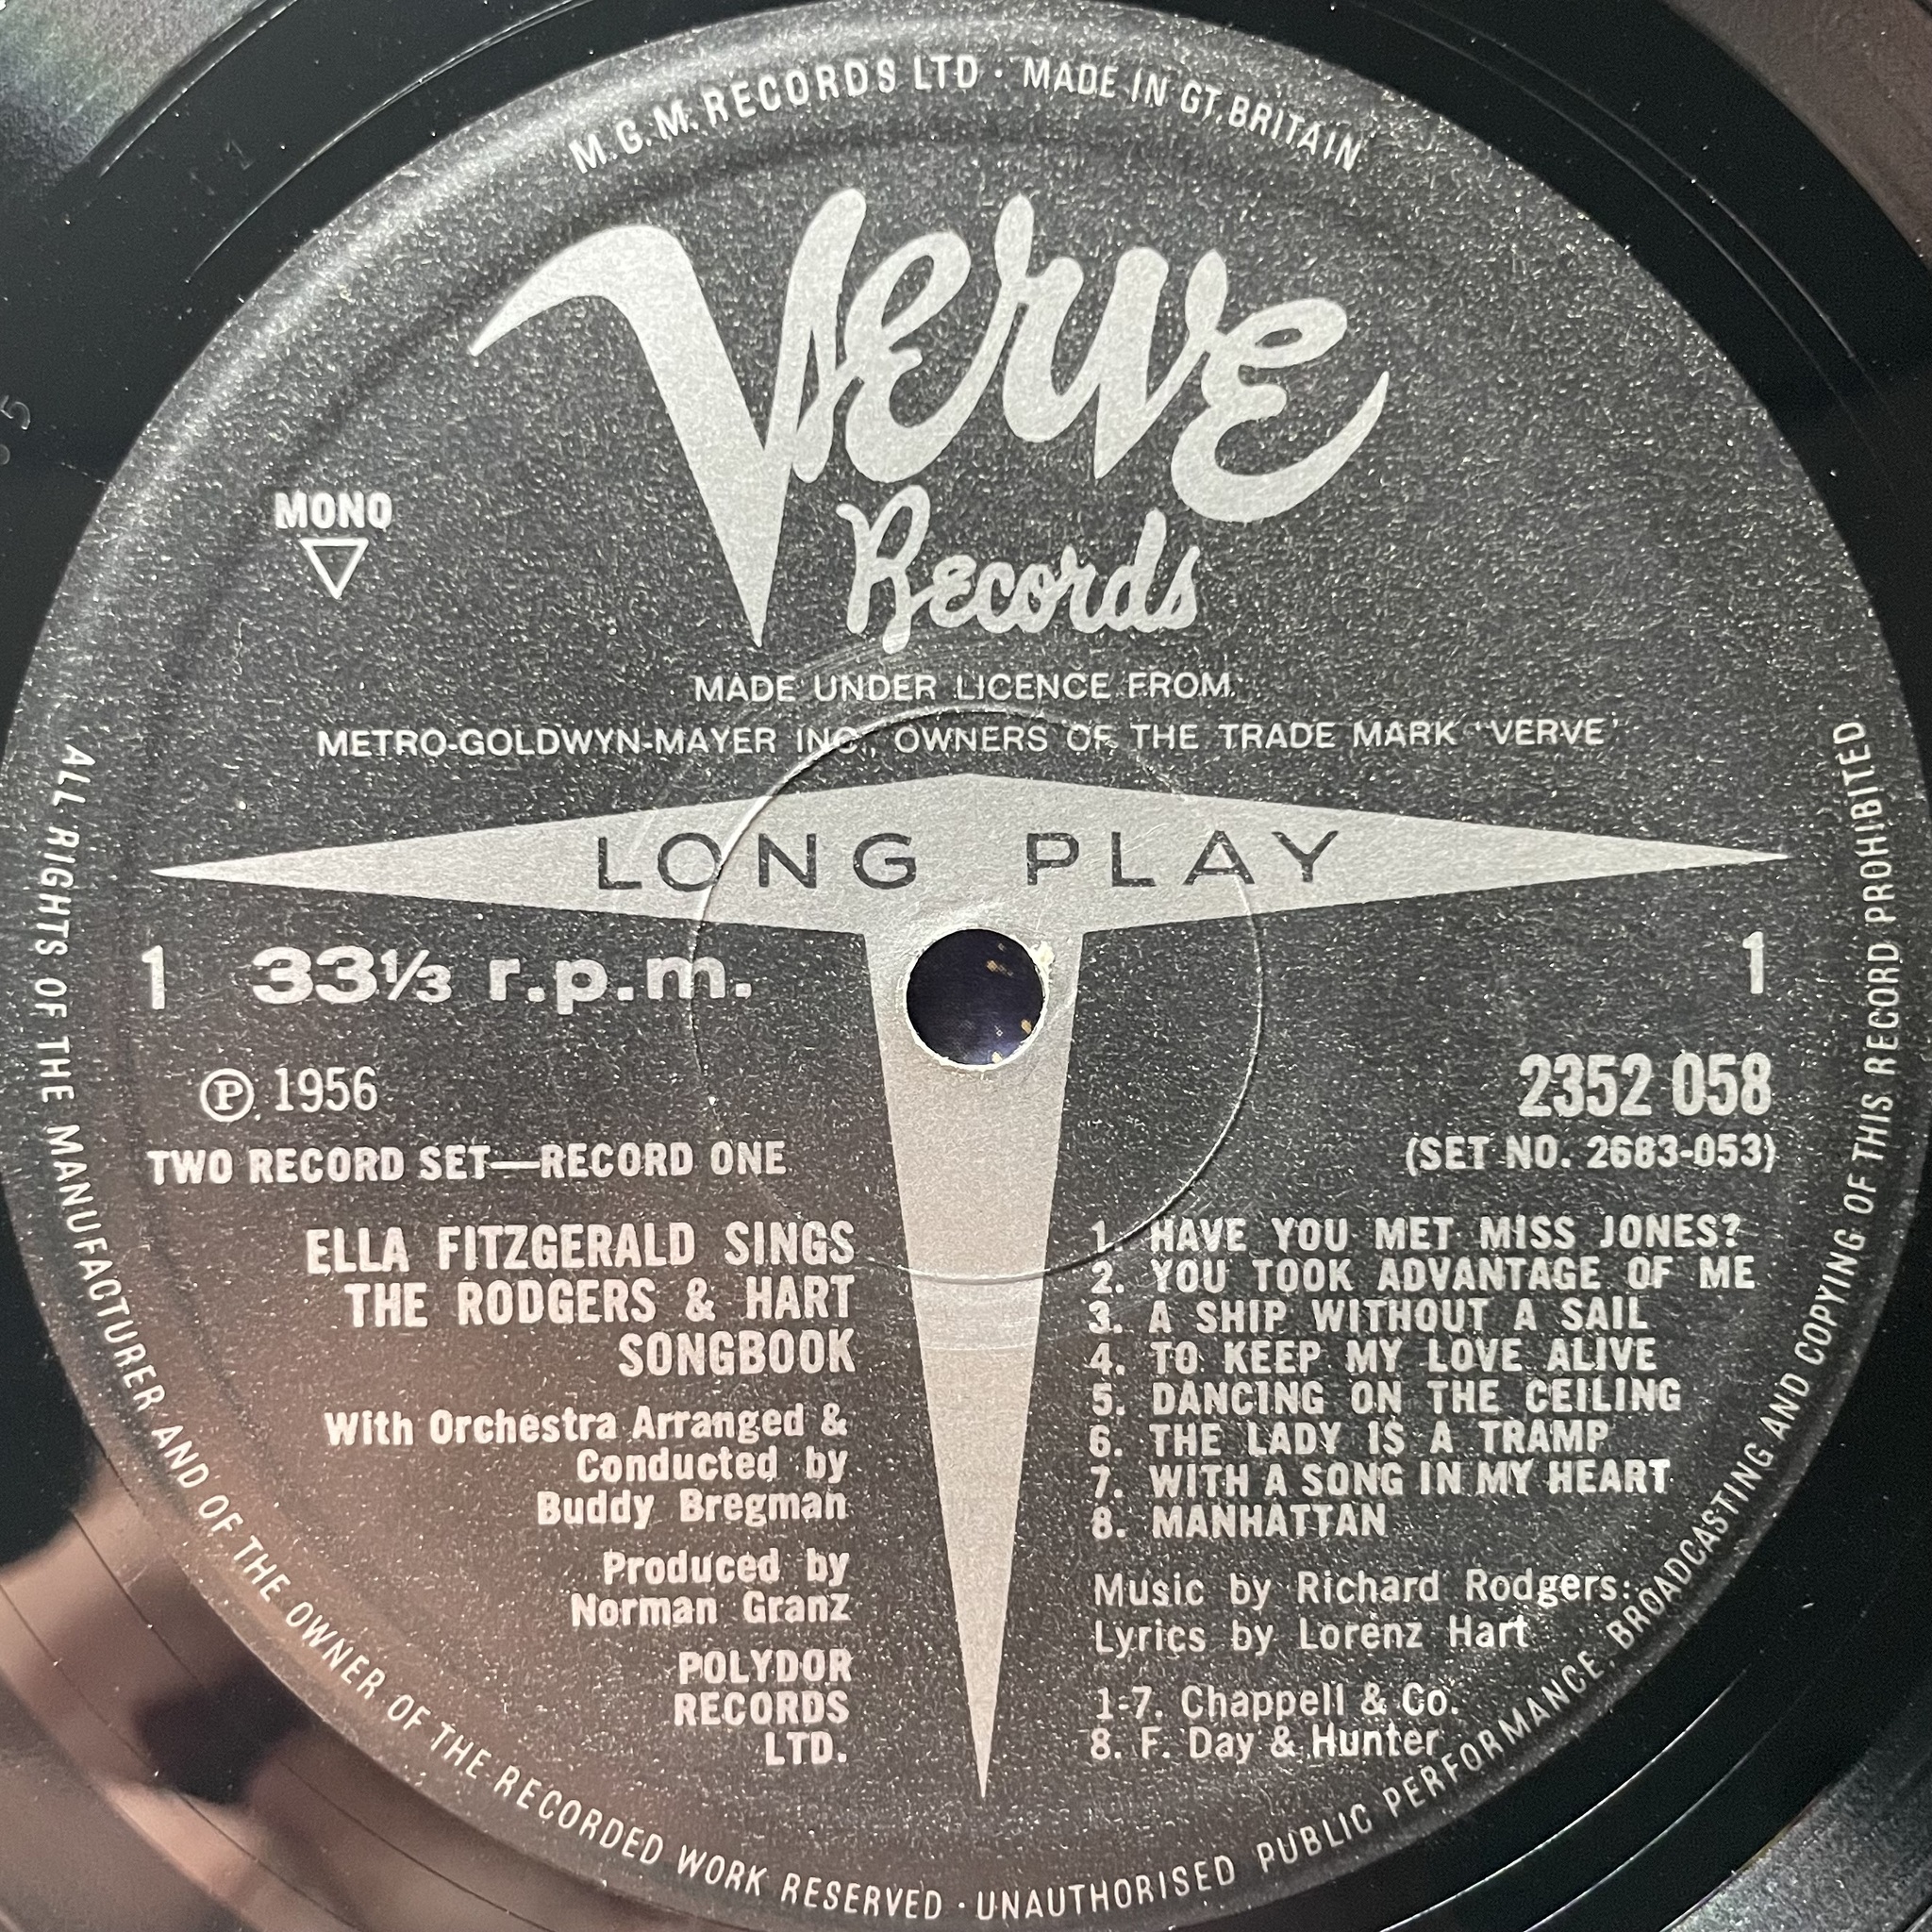 M.G.M. RECORDS LTD · MADE IN GT. BRITAIN
Verve
Records
MONO
MADE UNDER LICENCE FROM
METRO-GOLDWYN-MAYER INC., OWNERS OF THE TRADE MARK "VERVE"
LONG PLAY
1 33⅓ r.p.m. 1
℗ 1956
2352 058
TWO RECORD SET—RECORD ONE
(SET NO. 2683-053)
ELLA FITZGERALD SINGS
THE RODGERS & HART
SONGBOOK
With Orchestra Arranged &
Conducted by
Buddy Bregman
Produced by
Norman Granz
POLYDOR
RECORDS
LTD.
1. HAVE YOU MET MISS JONES?
2. YOU TOOK ADVANTAGE OF ME
3. A SHIP WITHOUT A SAIL
4. TO KEEP MY LOVE ALIVE
5. DANCING ON THE CEILING
6. THE LADY IS A TRAMP
7. WITH A SONG IN MY HEART
8. MANHATTAN
Music by Richard Rodgers:
Lyrics by Lorenz Hart
1-7. Chappell & Co.
8. F. Day & Hunter
ALL RIGHTS OF THE MANUFACTURER AND OF THE OWNER OF THE RECORDED WORK RESERVED · UNAUTHORISED PUBLIC PERFORMANCE, BROADCASTING AND COPYING OF THIS RECORD PROHIBITED